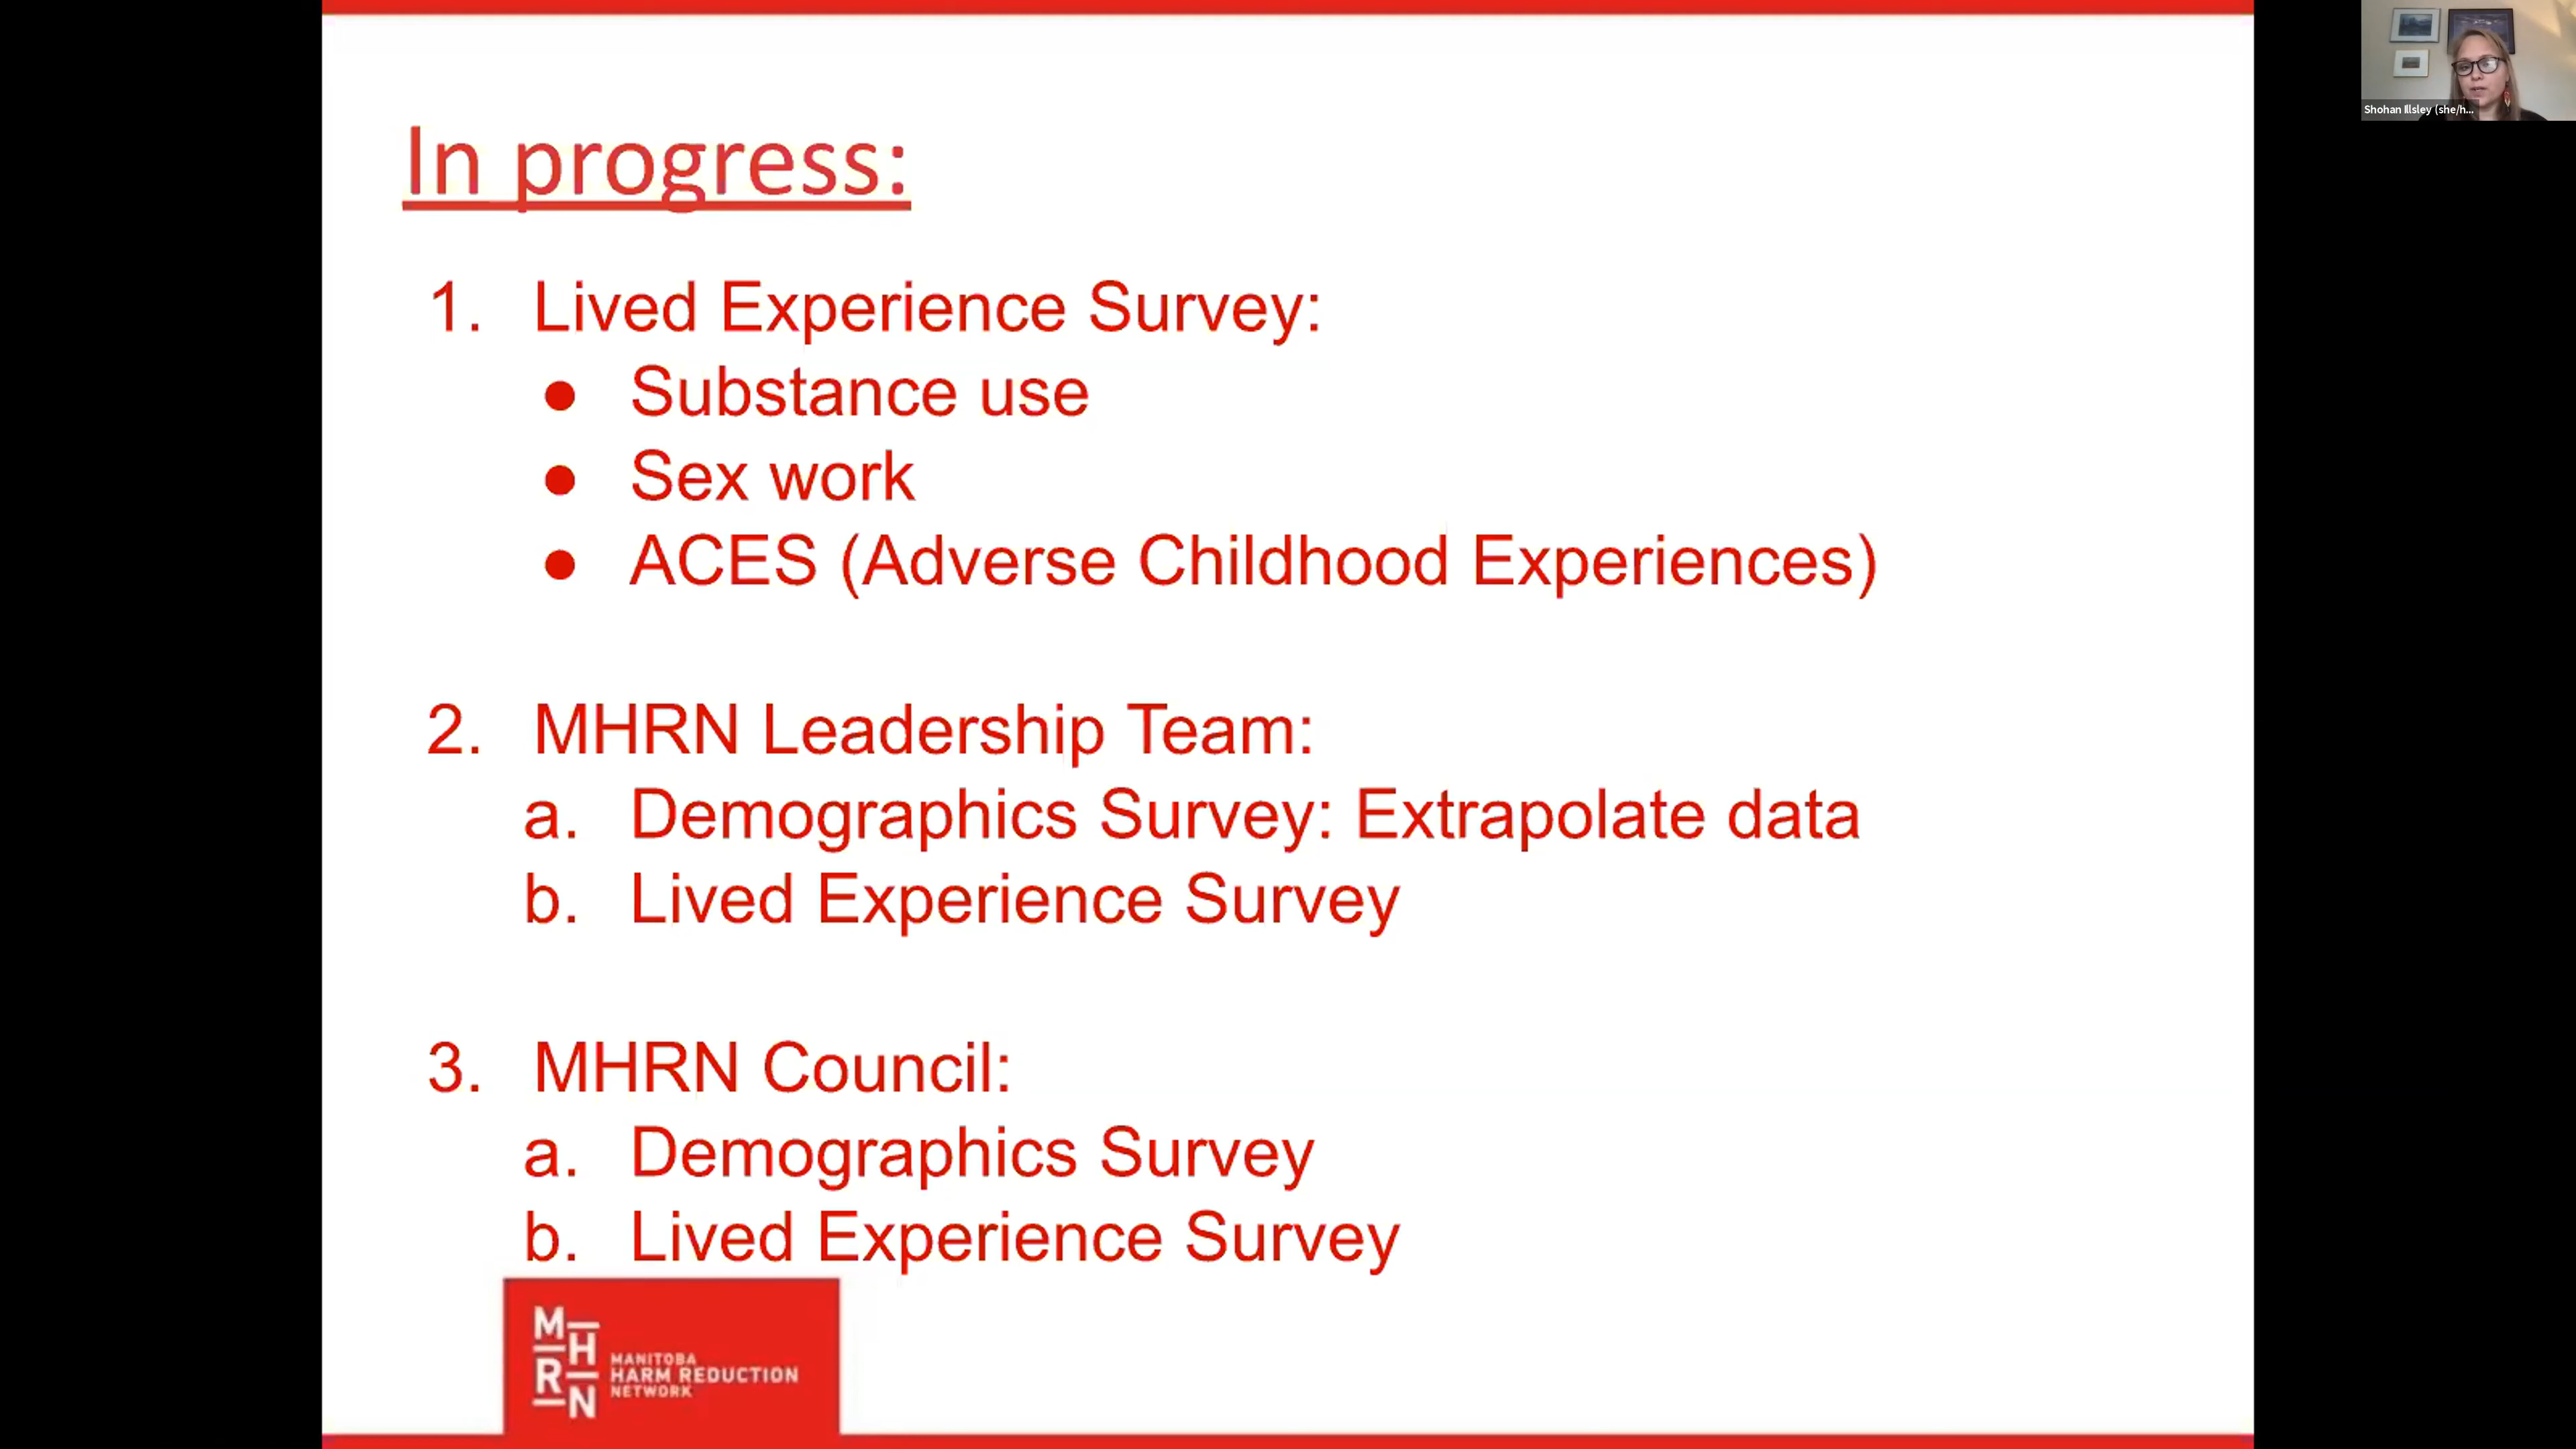 In progress:
1. Lived Experience Survey:
● Substance use
● Sex work
● ACES (Adverse Childhood Experiences)
2. MHRN Leadership Team:
a. Demographics Survey: Extrapolate data
b. Lived Experience Survey
3. MHRN Council:
a. Demographics Survey
b. Lived Experience Survey
MHRN
MANITOBA
HARM REDUCTION
NETWORK
Shohan Illsley (she/h...